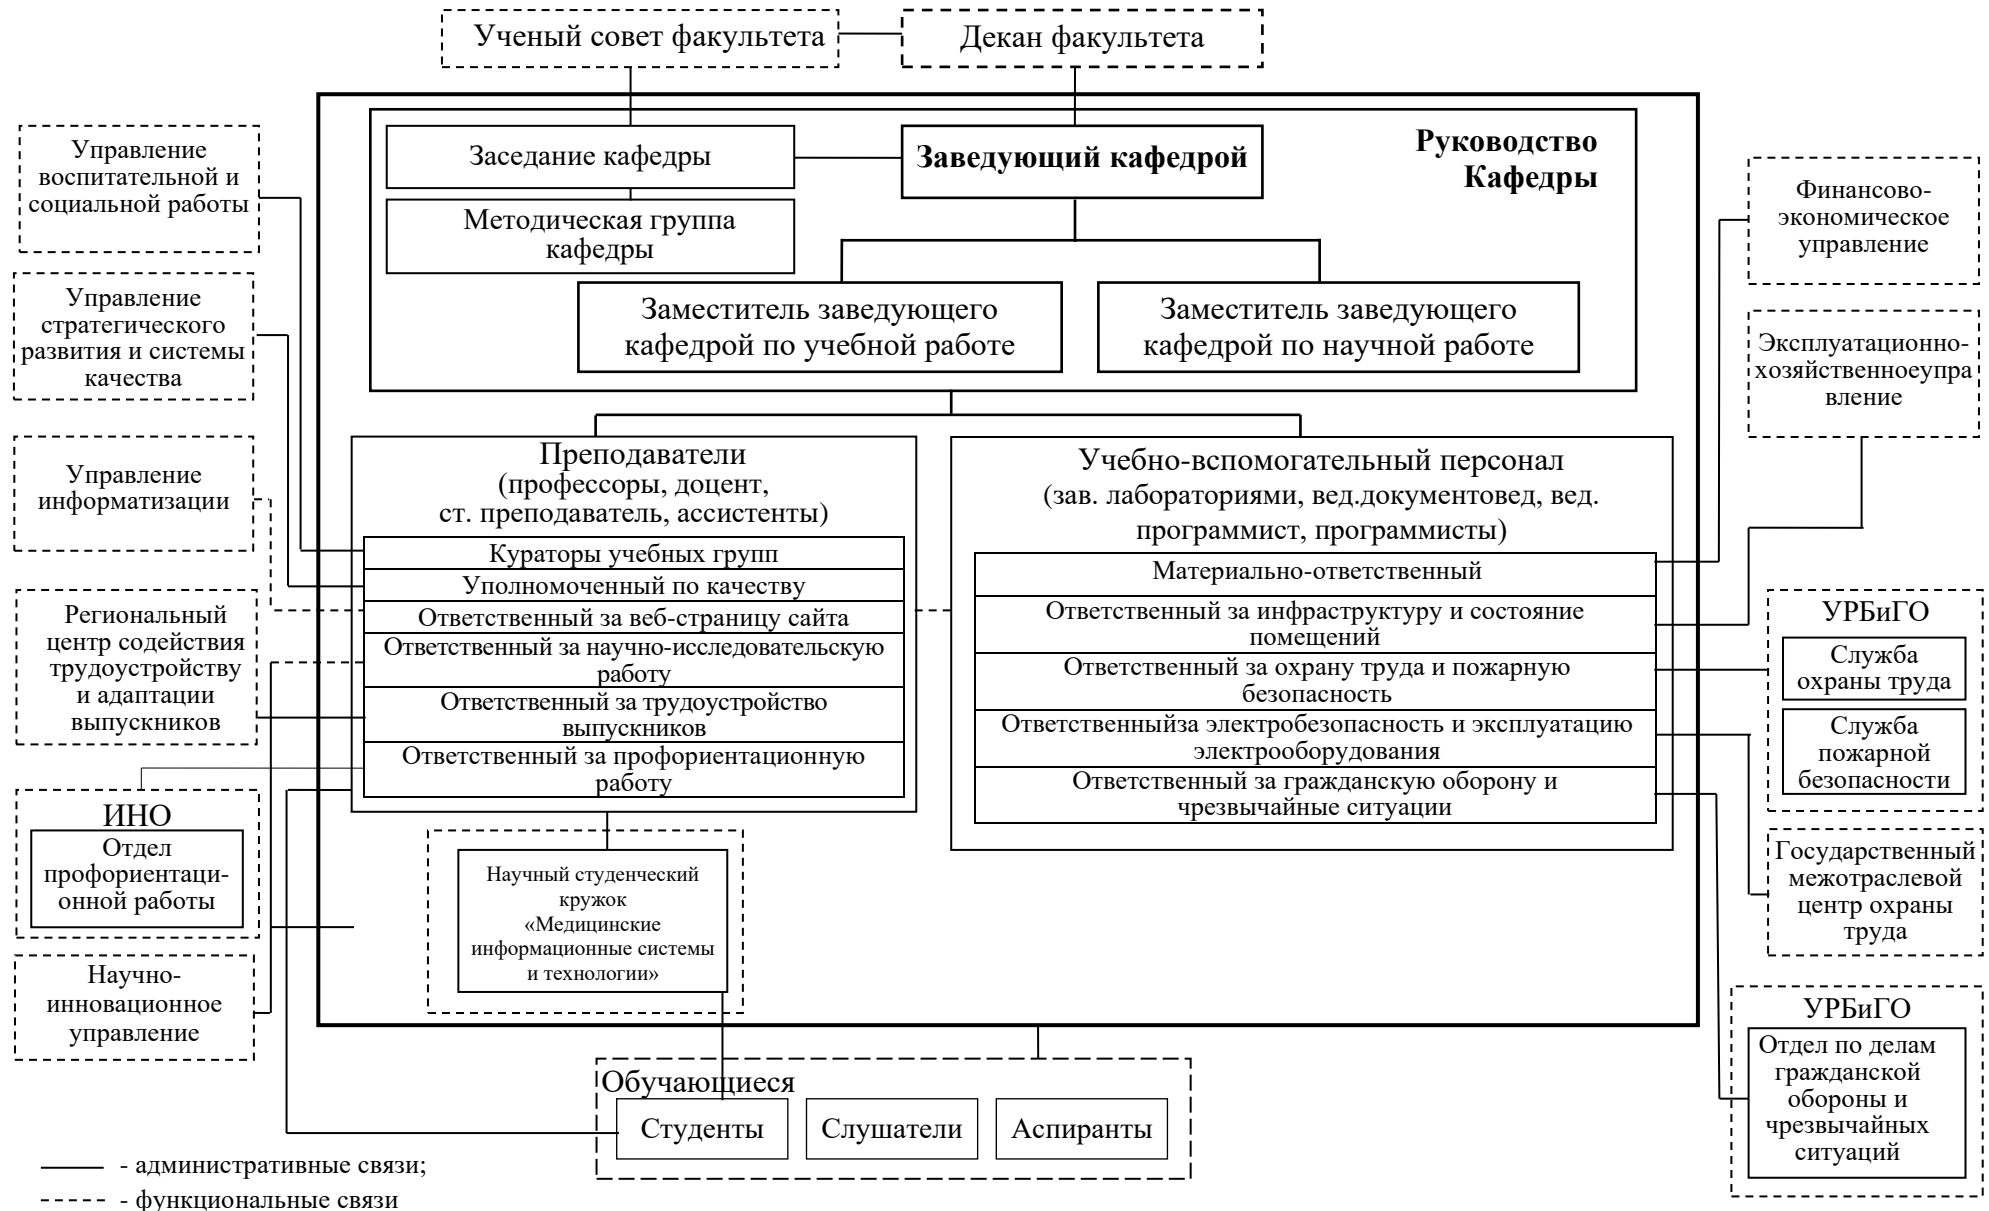 Ученый совет факультета
Декан факультета
Руководство
Кафедры
Заседание кафедры
Заведующий кафедрой
Методическая группа
кафедры
Заместитель заведующего
кафедрой по учебной работе
Заместитель заведующего
кафедрой по научной работе
Управление
воспитательной и
социальной работы
Управление
стратегического
развития и системы
качества
Управление
информатизации
Региональный
центр содействия
трудоустройству
и адаптации
выпускников
ИНО
Отдел
профориентаци-
онной работы
Научно-
инновационное
управление
Преподаватели
(профессоры, доцент,
ст. преподаватель, ассистенты)
Кураторы учебных групп
Уполномоченный по качеству
Ответственный за веб-страницу сайта
Ответственный за научно-исследовательскую
работу
Ответственный за трудоустройство
выпускников
Ответственный за профориентационную
работу
Научный студенческий
кружок
«Медицинские
информационные системы
и технологии»
Учебно-вспомогательный персонал
(зав. лабораториями, вед.документовед, вед.
программист, программисты)
Материально-ответственный
Ответственный за инфраструктуру и состояние
помещений
Ответственный за охрану труда и пожарную
безопасность
Ответственныйза электробезопасность и эксплуатацию
электрооборудования
Ответственный за гражданскую оборону и
чрезвычайные ситуации
Финансово-
экономическое
управление
Эксплуатационно-
хозяйственноеупра
вление
УРБиГО
Служба
охраны труда
Служба
пожарной
безопасности
Государственный
межотраслевой
центр охраны
труда
УРБиГО
Отдел по делам
гражданской
обороны и
чрезвычайных
ситуаций
Обучающиеся
Студенты
Слушатели
Аспиранты
- административные связи;
- функциональные связи